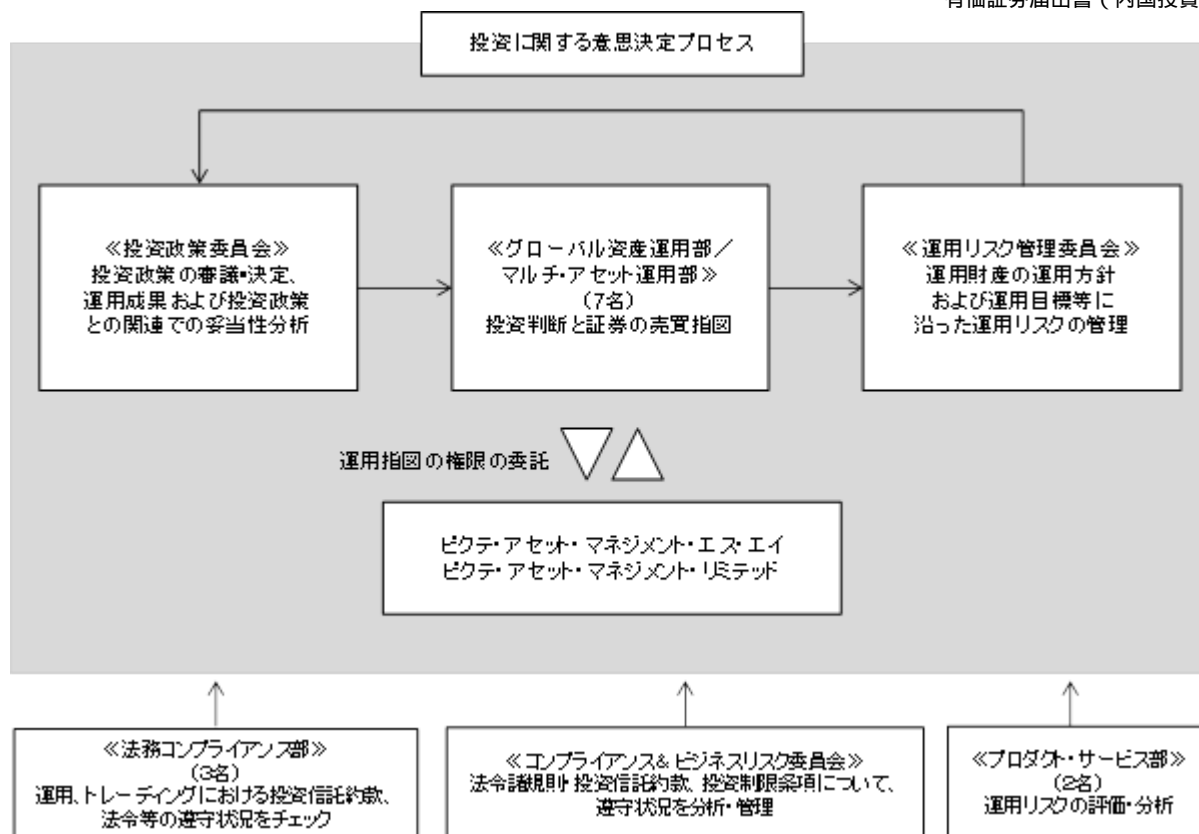 有価証券届出書(内国投資
投資に関する意思決定プロセス
≪投資政策委員会≫
投資政策の審議・決定、
運用成果および投資政策
との関連での妥当性分析
≪グローバル資産運用部／
マルチ・アセット運用部≫
(7名)
投資判断と証券の売買指図
≪運用リスク管理委員会≫
運用財産の運用方針
および運用目標等に
沿った運用リスクの管理
運用指図の権限の委託
ピクテ・アセット・マネジメント・エス・エイ
ピクテ・アセット・マネジメント・リミテッド
≪法務コンプライアンス部≫
(3名)
運用、トレーディングにおける投資信託約款、
法令等の遵守状況をチェック
≪コンプライアンス&ビジネスリスク委員会≫
法令諸規則・投資信託約款、投資制限条項について、
遵守状況を分析・管理
≪プロダクト・サービス部≫
(2名)
運用リスクの評価・分析